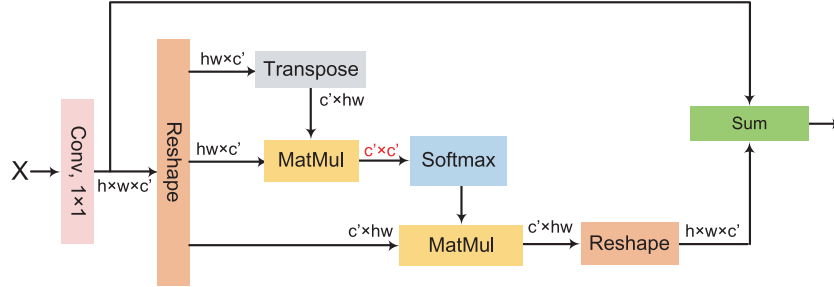 hw×c'
Transpose
c'×hw
Sum
X
Conv, 1×1
h×w×c'
Reshape
hw×c'
MatMul
c'×c'
Softmax
c'×hw
MatMul
c'×hw
Reshape
h×w×c'